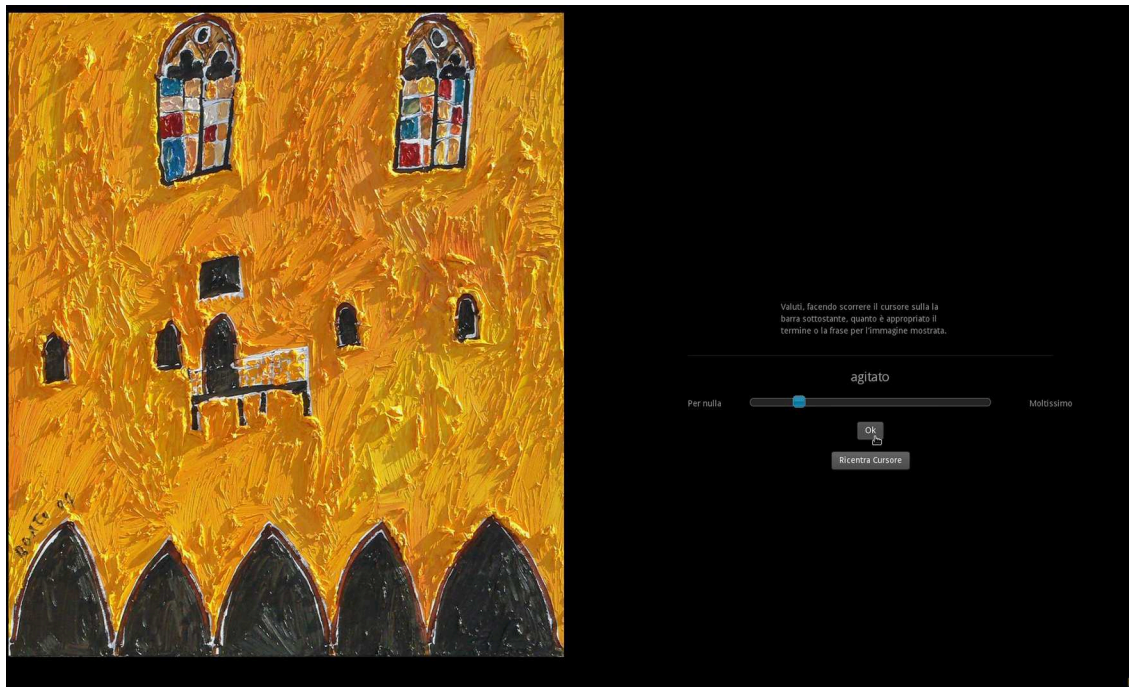 Valuti, facendo scorrere il cursore sulla la
barra sottostante, quanto è appropriato il
termine o la frase per l'immagine mostrata.
agitato
Per nulla
Moltissimo
Ok
Ricentra Cursore